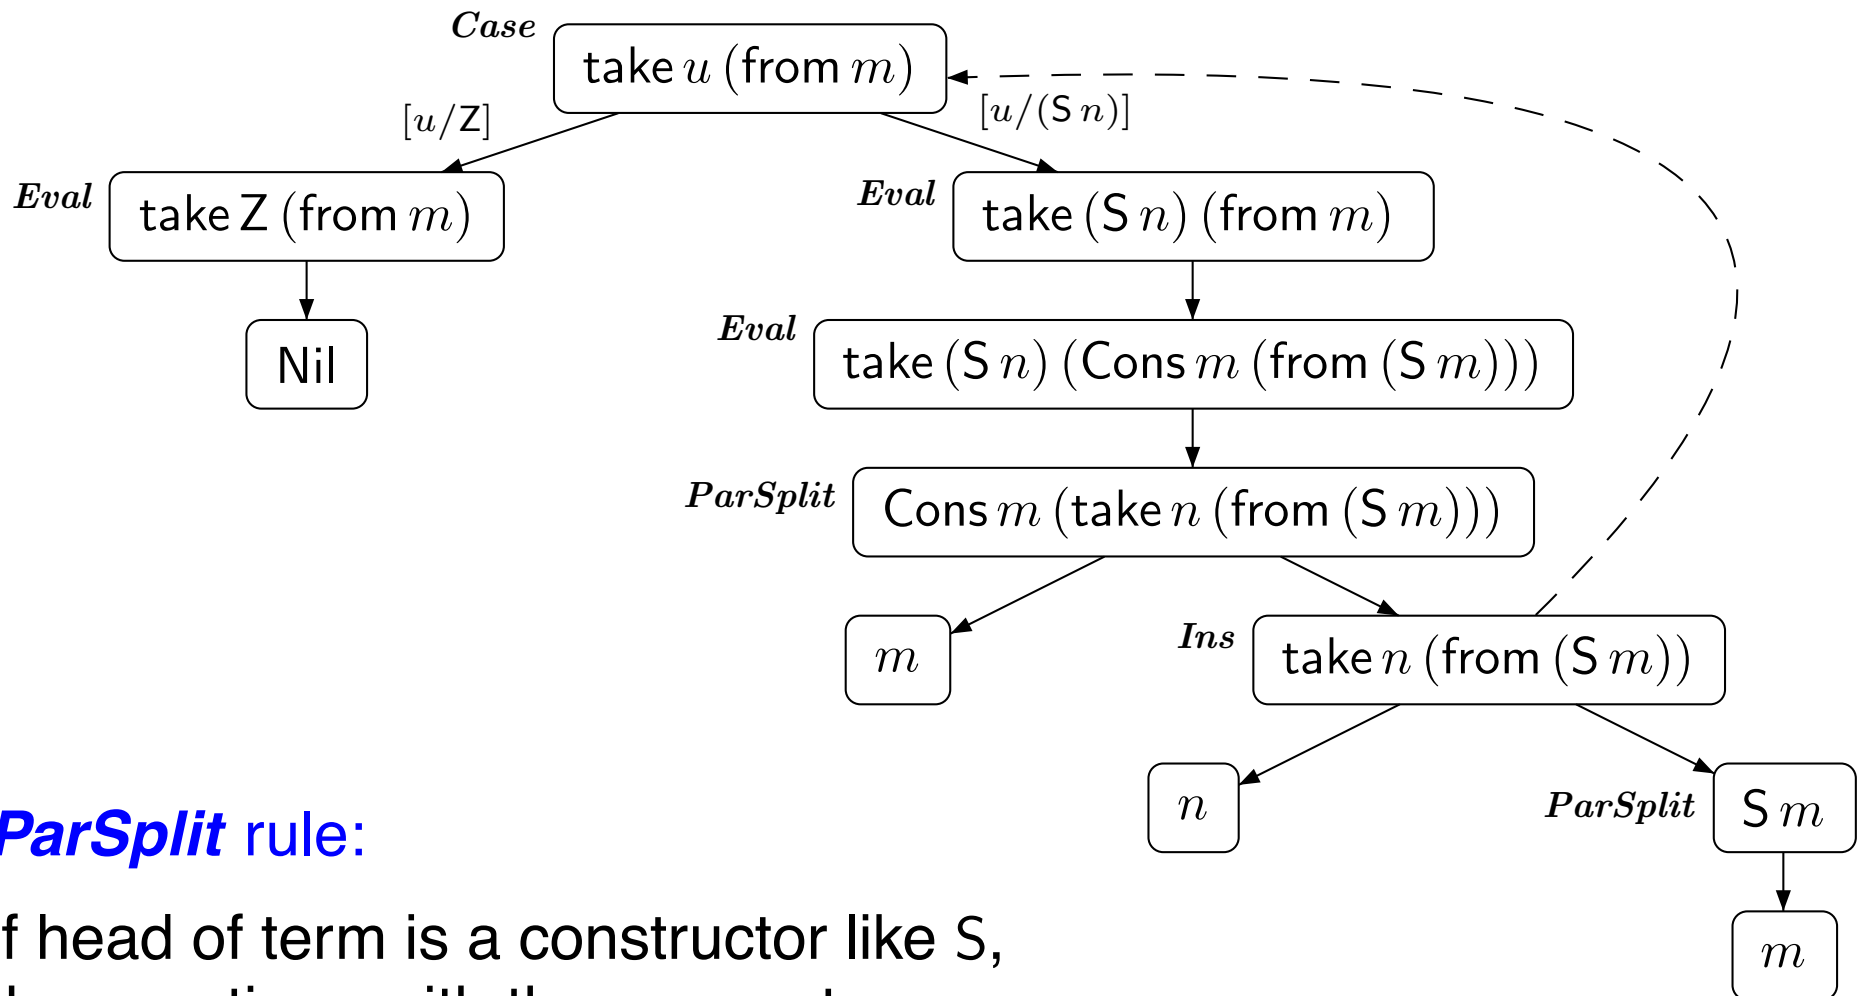 Case
take u (from m)
[u/Z]
[u/(S n)]
Eval
take Z (from m)
Eval
take (S n) (from m)
Nil
Eval
take (S n) (Cons m (from (S m)))
ParSplit
Cons m (take n (from (S m)))
m
Ins
take n (from (S m))
n
ParSplit
S m
m
ParSplit rule:
f head of term is a constructor like S,